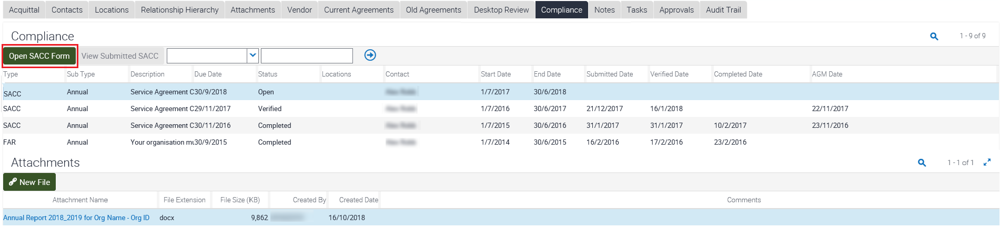 Acquittal Contacts Locations Relationship Hierarchy Attachments Vendor Current Agreements Old Agreements Desktop Review Compliance Notes Tasks Approvals Audit Trail
Compliance 1 - 9 of 9
Open SACC Form View Submitted SACC
Type Sub Type Description Due Date Status Locations Contact Start Date End Date Submitted Date Verified Date Completed Date AGM Date
SACC Annual Service Agreement C 30/9/2018 Open 1/7/2017 30/6/2018
SACC Annual Service Agreement C 29/11/2017 Verified 1/7/2016 30/6/2017 21/12/2017 16/1/2018 22/11/2017
SACC Annual Service Agreement C 30/11/2016 Completed 1/7/2015 30/6/2016 31/1/2017 31/1/2017 10/2/2017 23/11/2016
FAR Annual Your organisation mu 30/9/2015 Completed 1/7/2014 30/6/2015 16/2/2016 17/2/2016 23/2/2016
Attachments 1 - 1 of 1
New File
Attachment Name File Extension File Size (KB) Created By Created Date Comments
Annual Report 2018_2019 for Org Name - Org ID docx 9,862 16/10/2018